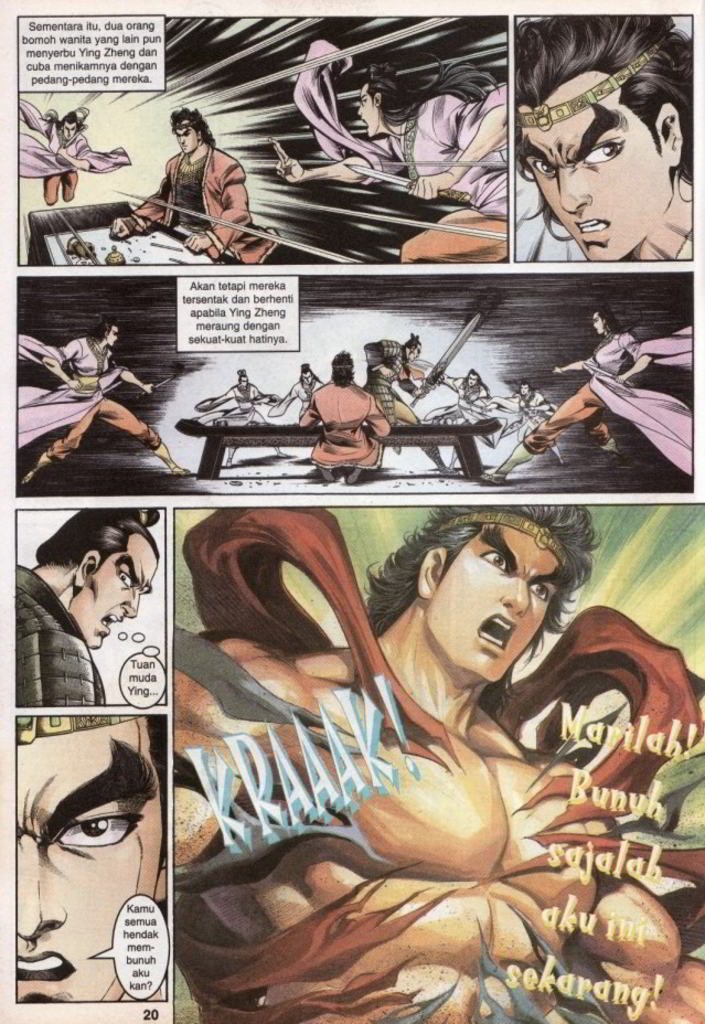 Sementara itu, dua orang
bomoh wanita yang lain pun
menyerbu Ying Zheng dan
cuba menikamnya dengan
pedang-pedang mereka.
Akan tetapi mereka
tersentak dan berhenti
apabila Ying Zheng
meraung dengan
sekuat-kuat hatinya.
Tuan
muda
Ying...
Kamu
semua
hendak
mem-
bunuh
aku
kan?
KRAAAK!
Marilah!
Bunuh
sajalah
aku ini
sekarang!
20